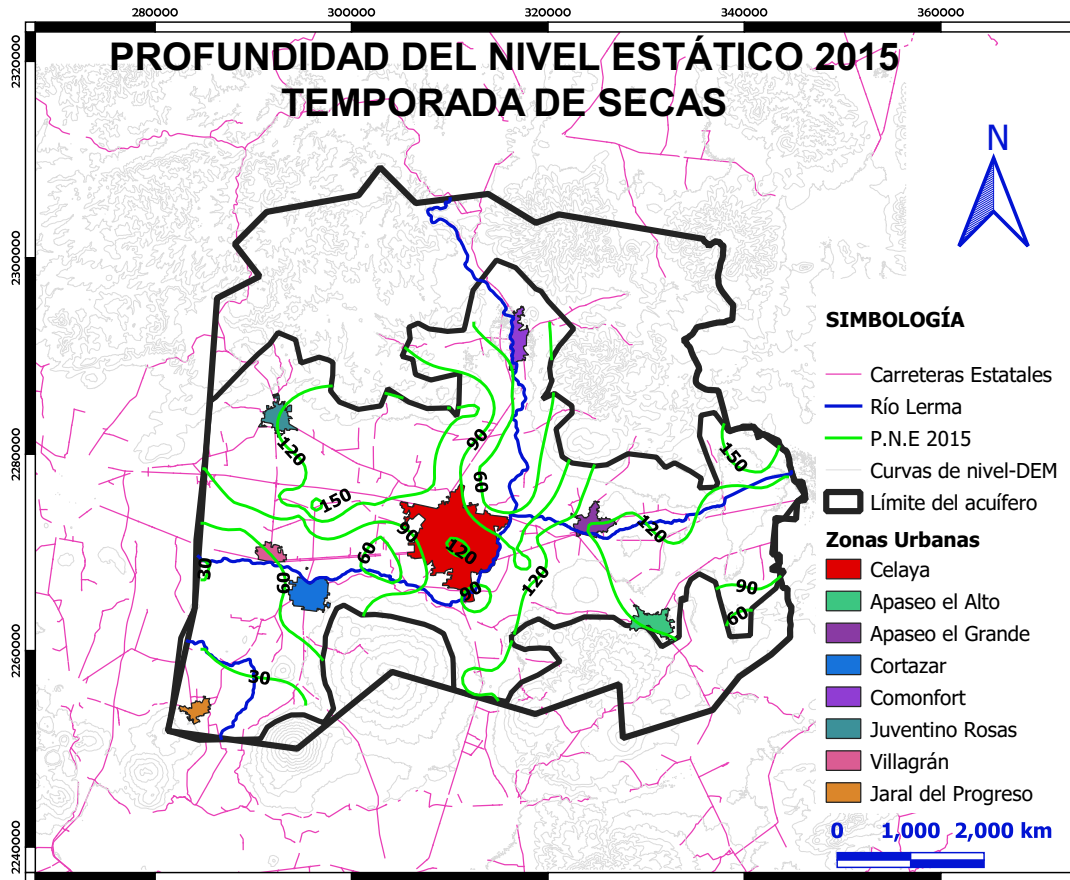 280000 300000 320000 340000 360000
PROFUNDIDAD DEL NIVEL ESTÁTICO 2015
TEMPORADA DE SECAS
2320000
2300000
2280000
2260000
2240000
N
SIMBOLOGÍA
Carreteras Estatales
Río Lerma
P.N.E 2015
Curvas de nivel-DEM
Límite del acuífero
Zonas Urbanas
Celaya
Apaseo el Alto
Apaseo el Grande
Cortazar
Comonfort
Juventino Rosas
Villagrán
Jaral del Progreso
0 1,000 2,000 km
120
90
150
60
150
90
120
60
120
30
60
90
120
90
60
30